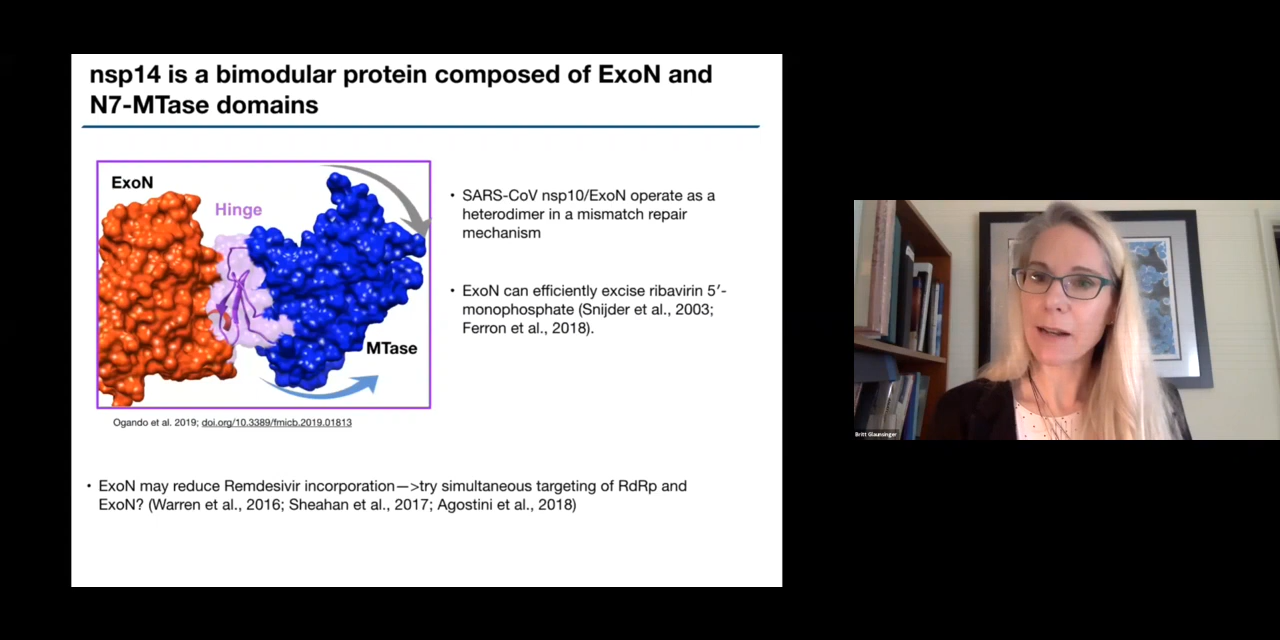 nsp14 is a bimodular protein composed of ExoN and
N7-MTase domains
ExoN
Hinge
MTase
Ogando et al. 2019; doi.org/10.3389/fmicb.2019.01813
• SARS-CoV nsp10/ExoN operate as a
heterodimer in a mismatch repair
mechanism
• ExoN can efficiently excise ribavirin 5′-
monophosphate (Snijder et al., 2003;
Ferron et al., 2018).
• ExoN may reduce Remdesivir incorporation—>try simultaneous targeting of RdRp and
ExoN? (Warren et al., 2016; Sheahan et al., 2017; Agostini et al., 2018)
Britt Glaunsinger